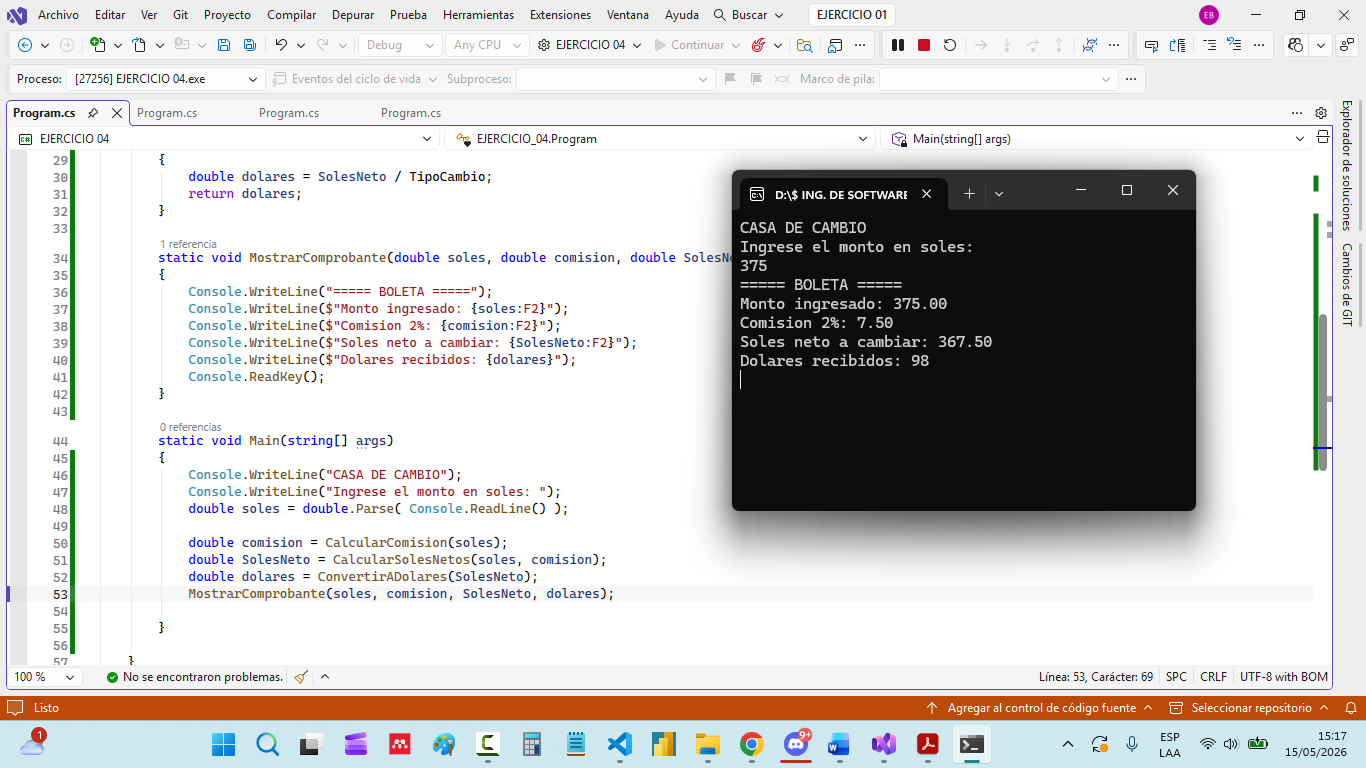 Archivo Editar Ver Git Proyecto Compilar Depurar Prueba Herramientas Extensiones Ventana Ayuda Buscar EJERCICIO 01 EB
Debug Any CPU EJERCICIO 04 Continuar
Proceso: [27256] EJERCICIO 04.exe Eventos del ciclo de vida Subproceso: Marco de pila:
Program.cs Program.cs Program.cs Program.cs
EJERCICIO 04 EJERCICIO_04.Program Main(string[] args)
29 {
30 double dolares = SolesNeto / TipoCambio;
31 return dolares;
32 }
33
1 referencia
34 static void MostrarComprobante(double soles, double comision, double SolesNe
35 {
36 Console.WriteLine("===== BOLETA =====");
37 Console.WriteLine($"Monto ingresado: {soles:F2}");
38 Console.WriteLine($"Comision 2%: {comision:F2}");
39 Console.WriteLine($"Soles neto a cambiar: {SolesNeto:F2}");
40 Console.WriteLine($"Dolares recibidos: {dolares}");
41 Console.ReadKey();
42 }
43
0 referencias
44 static void Main(string[] args)
45 {
46 Console.WriteLine("CASA DE CAMBIO");
47 Console.WriteLine("Ingrese el monto en soles: ");
48 double soles = double.Parse( Console.ReadLine() );
49
50 double comision = CalcularComision(soles);
51 double SolesNeto = CalcularSolesNetos(soles, comision);
52 double dolares = ConvertirADolares(SolesNeto);
53 MostrarComprobante(soles, comision, SolesNeto, dolares);
54
55 }
56
57 }
D:\$ ING. DE SOFTWARE
CASA DE CAMBIO
Ingrese el monto en soles:
375
===== BOLETA =====
Monto ingresado: 375.00
Comision 2%: 7.50
Soles neto a cambiar: 367.50
Dolares recibidos: 98
Explorador de soluciones
Cambios de GIT
100 % No se encontraron problemas. Línea: 53, Carácter: 69 SPC CRLF UTF-8 with BOM
Listo Agregar al control de código fuente Seleccionar repositorio
1
9+
ESP
LAA
15:17
15/05/2026